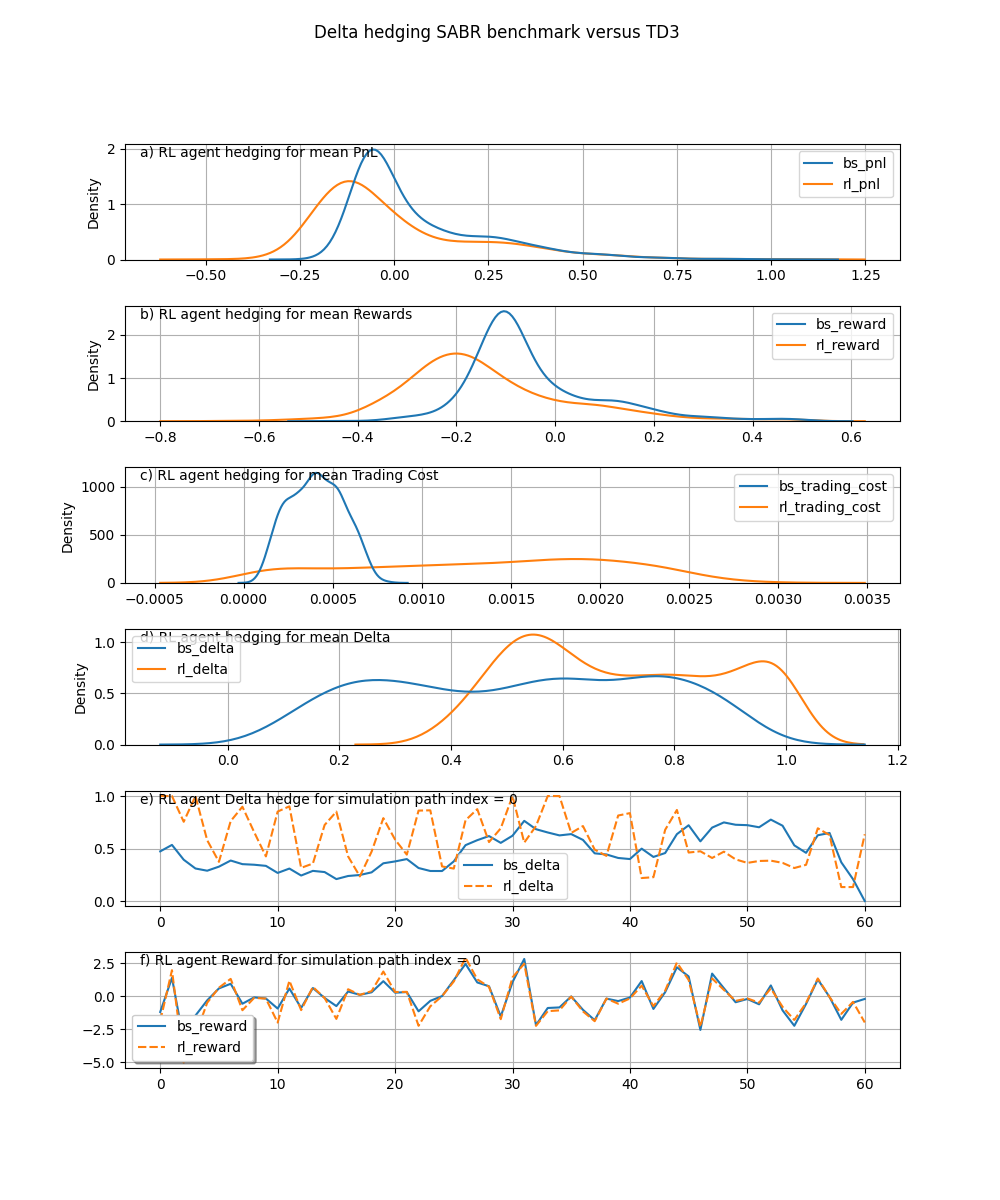 Delta hedging SABR benchmark versus TD3
a) RL agent hedging for mean PnL
bs_pnl
rl_pnl
Density
2
1
0
−0.50 −0.25 0.00 0.25 0.50 0.75 1.00 1.25
b) RL agent hedging for mean Rewards
bs_reward
rl_reward
Density
2
1
0
−0.8 −0.6 −0.4 −0.2 0.0 0.2 0.4 0.6
c) RL agent hedging for mean Trading Cost
bs_trading_cost
rl_trading_cost
Density
1000
500
0
−0.0005 0.0000 0.0005 0.0010 0.0015 0.0020 0.0025 0.0030 0.0035
d) RL agent hedging for mean Delta
bs_delta
rl_delta
Density
1.0
0.5
0.0
0.0 0.2 0.4 0.6 0.8 1.0 1.2
e) RL agent Delta hedge for simulation path index = 0
bs_delta
rl_delta
1.0
0.5
0.0
0 10 20 30 40 50 60
f) RL agent Reward for simulation path index = 0
bs_reward
rl_reward
2.5
0.0
−2.5
−5.0
0 10 20 30 40 50 60